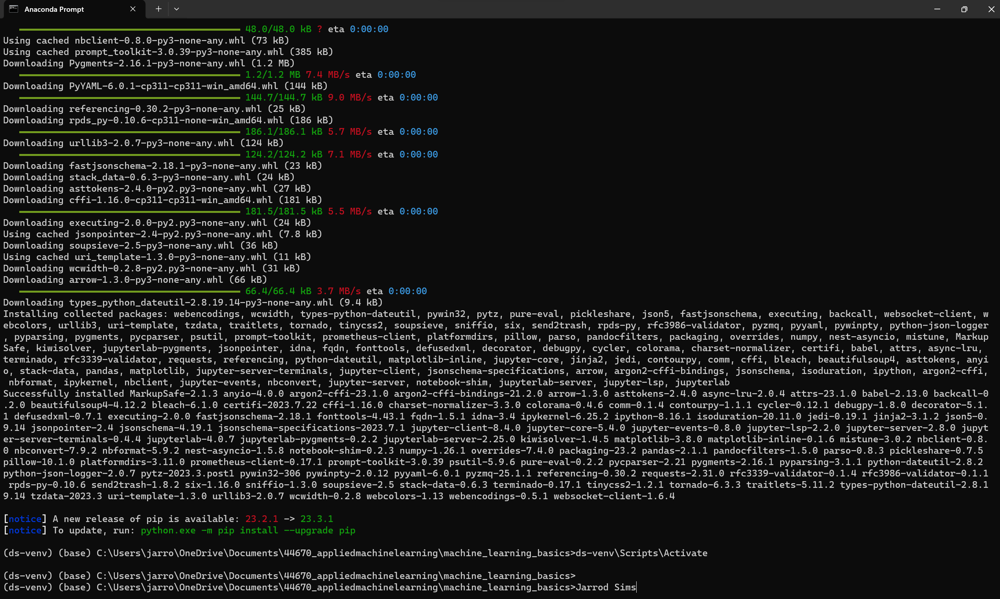 Anaconda Prompt
48.0/48.0 kB ? eta 0:00:00
Using cached nbclient-0.8.0-py3-none-any.whl (73 kB)
Using cached prompt_toolkit-3.0.39-py3-none-any.whl (385 kB)
Downloading Pygments-2.16.1-py3-none-any.whl (1.2 MB)
1.2/1.2 MB 7.4 MB/s eta 0:00:00
Downloading PyYAML-6.0.1-cp311-cp311-win_amd64.whl (144 kB)
144.7/144.7 kB 9.0 MB/s eta 0:00:00
Downloading referencing-0.30.2-py3-none-any.whl (25 kB)
Downloading rpds_py-0.10.6-cp311-none-win_amd64.whl (186 kB)
186.1/186.1 kB 5.7 MB/s eta 0:00:00
Downloading urllib3-2.0.7-py3-none-any.whl (124 kB)
124.2/124.2 kB 7.1 MB/s eta 0:00:00
Downloading fastjsonschema-2.18.1-py3-none-any.whl (23 kB)
Downloading stack_data-0.6.3-py3-none-any.whl (24 kB)
Downloading asttokens-2.4.0-py2.py3-none-any.whl (27 kB)
Downloading cffi-1.16.0-cp311-cp311-win_amd64.whl (181 kB)
181.5/181.5 kB 5.5 MB/s eta 0:00:00
Downloading executing-2.0.0-py2.py3-none-any.whl (24 kB)
Using cached jsonpointer-2.4-py2.py3-none-any.whl (7.8 kB)
Downloading soupsieve-2.5-py3-none-any.whl (36 kB)
Using cached uri_template-1.3.0-py3-none-any.whl (11 kB)
Downloading wcwidth-0.2.8-py2.py3-none-any.whl (31 kB)
Downloading arrow-1.3.0-py3-none-any.whl (66 kB)
66.4/66.4 kB 3.7 MB/s eta 0:00:00
Downloading types_python_dateutil-2.8.19.14-py3-none-any.whl (9.4 kB)
Installing collected packages: webencodings, wcwidth, types-python-dateutil, pywin32, pytz, pure-eval, pickleshare, json5, fastjsonschema, executing, backcall, websocket-client, w
ebcolors, urllib3, uri-template, tzdata, traitlets, tornado, tinycss2, soupsieve, sniffio, six, send2trash, rpds-py, rfc3986-validator, pyzmq, pyyaml, pywinpty, python-json-logger
, pyparsing, pygments, pycparser, psutil, prompt-toolkit, prometheus-client, platformdirs, pillow, parso, pandocfilters, packaging, overrides, numpy, nest-asyncio, mistune, Markup
Safe, kiwisolver, jupyterlab-pygments, jsonpointer, idna, fqdn, fonttools, defusedxml, decorator, debugpy, cycler, colorama, charset-normalizer, certifi, babel, attrs, async-lru,
terminado, rfc3339-validator, requests, referencing, python-dateutil, matplotlib-inline, jupyter-core, jinja2, jedi, contourpy, comm, cffi, bleach, beautifulsoup4, asttokens, anyi
o, stack-data, pandas, matplotlib, jupyter-server-terminals, jupyter-client, jsonschema-specifications, arrow, argon2-cffi-bindings, jsonschema, isoduration, ipython, argon2-cffi,
nbformat, ipykernel, nbclient, jupyter-events, nbconvert, jupyter-server, notebook-shim, jupyterlab-server, jupyter-lsp, jupyterlab
Successfully installed MarkupSafe-2.1.3 anyio-4.0.0 argon2-cffi-23.1.0 argon2-cffi-bindings-21.2.0 arrow-1.3.0 asttokens-2.4.0 async-lru-2.0.4 attrs-23.1.0 babel-2.13.0 backcall-0
.2.0 beautifulsoup4-4.12.2 bleach-6.1.0 certifi-2023.7.22 cffi-1.16.0 charset-normalizer-3.3.0 colorama-0.4.6 comm-0.1.4 contourpy-1.1.1 cycler-0.12.1 debugpy-1.8.0 decorator-5.1.
1 defusedxml-0.7.1 executing-2.0.0 fastjsonschema-2.18.1 fonttools-4.43.1 fqdn-1.5.1 idna-3.4 ipykernel-6.25.2 ipython-8.16.1 isoduration-20.11.0 jedi-0.19.1 jinja2-3.1.2 json5-0.
9.14 jsonpointer-2.4 jsonschema-4.19.1 jsonschema-specifications-2023.7.1 jupyter-client-8.4.0 jupyter-core-5.4.0 jupyter-events-0.8.0 jupyter-lsp-2.2.0 jupyter-server-2.8.0 jupyt
er-server-terminals-0.4.4 jupyterlab-4.0.7 jupyterlab-pygments-0.2.2 jupyterlab-server-2.25.0 kiwisolver-1.4.5 matplotlib-3.8.0 matplotlib-inline-0.1.6 mistune-3.0.2 nbclient-0.8.
0 nbconvert-7.9.2 nbformat-5.9.2 nest-asyncio-1.5.8 notebook-shim-0.2.3 numpy-1.26.1 overrides-7.4.0 packaging-23.2 pandas-2.1.1 pandocfilters-1.5.0 parso-0.8.3 pickleshare-0.7.5
pillow-10.1.0 platformdirs-3.11.0 prometheus-client-0.17.1 prompt-toolkit-3.0.39 psutil-5.9.6 pure-eval-0.2.2 pycparser-2.21 pygments-2.16.1 pyparsing-3.1.1 python-dateutil-2.8.2
python-json-logger-2.0.7 pytz-2023.3.post1 pywin32-306 pywinpty-2.0.12 pyyaml-6.0.1 pyzmq-25.1.1 referencing-0.30.2 requests-2.31.0 rfc3339-validator-0.1.4 rfc3986-validator-0.1.1
rpds-py-0.10.6 send2trash-1.8.2 six-1.16.0 sniffio-1.3.0 soupsieve-2.5 stack-data-0.6.3 terminado-0.17.1 tinycss2-1.2.1 tornado-6.3.3 traitlets-5.11.2 types-python-dateutil-2.8.1
9.14 tzdata-2023.3 uri-template-1.3.0 urllib3-2.0.7 wcwidth-0.2.8 webcolors-1.13 webencodings-0.5.1 websocket-client-1.6.4
[notice] A new release of pip is available: 23.2.1 -> 23.3.1
[notice] To update, run: python.exe -m pip install --upgrade pip
(ds-venv) (base) C:\Users\jarro\OneDrive\Documents\44670_appliedmachinelearning\machine_learning_basics>ds-venv\Scripts\Activate
(ds-venv) (base) C:\Users\jarro\OneDrive\Documents\44670_appliedmachinelearning\machine_learning_basics>
(ds-venv) (base) C:\Users\jarro\OneDrive\Documents\44670_appliedmachinelearning\machine_learning_basics>Jarrod Sims